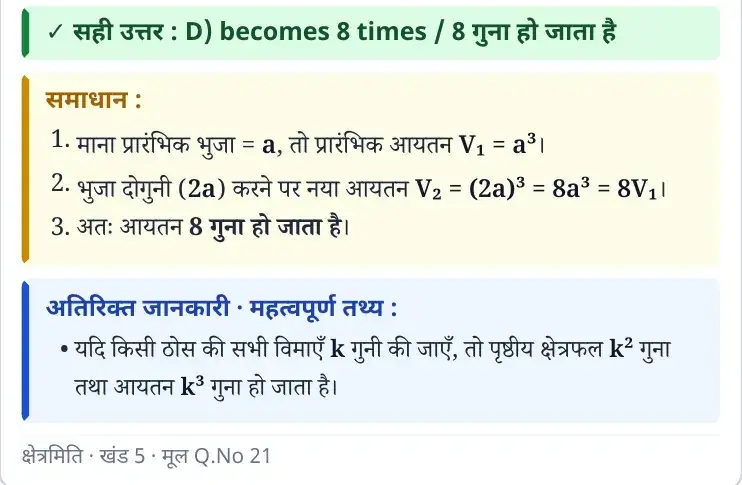 ✓ सही उत्तर : D) becomes 8 times / 8 गुना हो जाता है
समाधान :
1. माना प्रारंभिक भुजा = a, तो प्रारंभिक आयतन V₁ = a³।
2. भुजा दोगुनी (2a) करने पर नया आयतन V₂ = (2a)³ = 8a³ = 8V₁।
3. अतः आयतन 8 गुना हो जाता है।
अतिरिक्त जानकारी · महत्वपूर्ण तथ्य :
• यदि किसी ठोस की सभी विमाएँ k गुनी की जाएँ, तो पृष्ठीय क्षेत्रफल k² गुना
तथा आयतन k³ गुना हो जाता है।
क्षेत्रमिति · खंड 5 · मूल Q.No 21